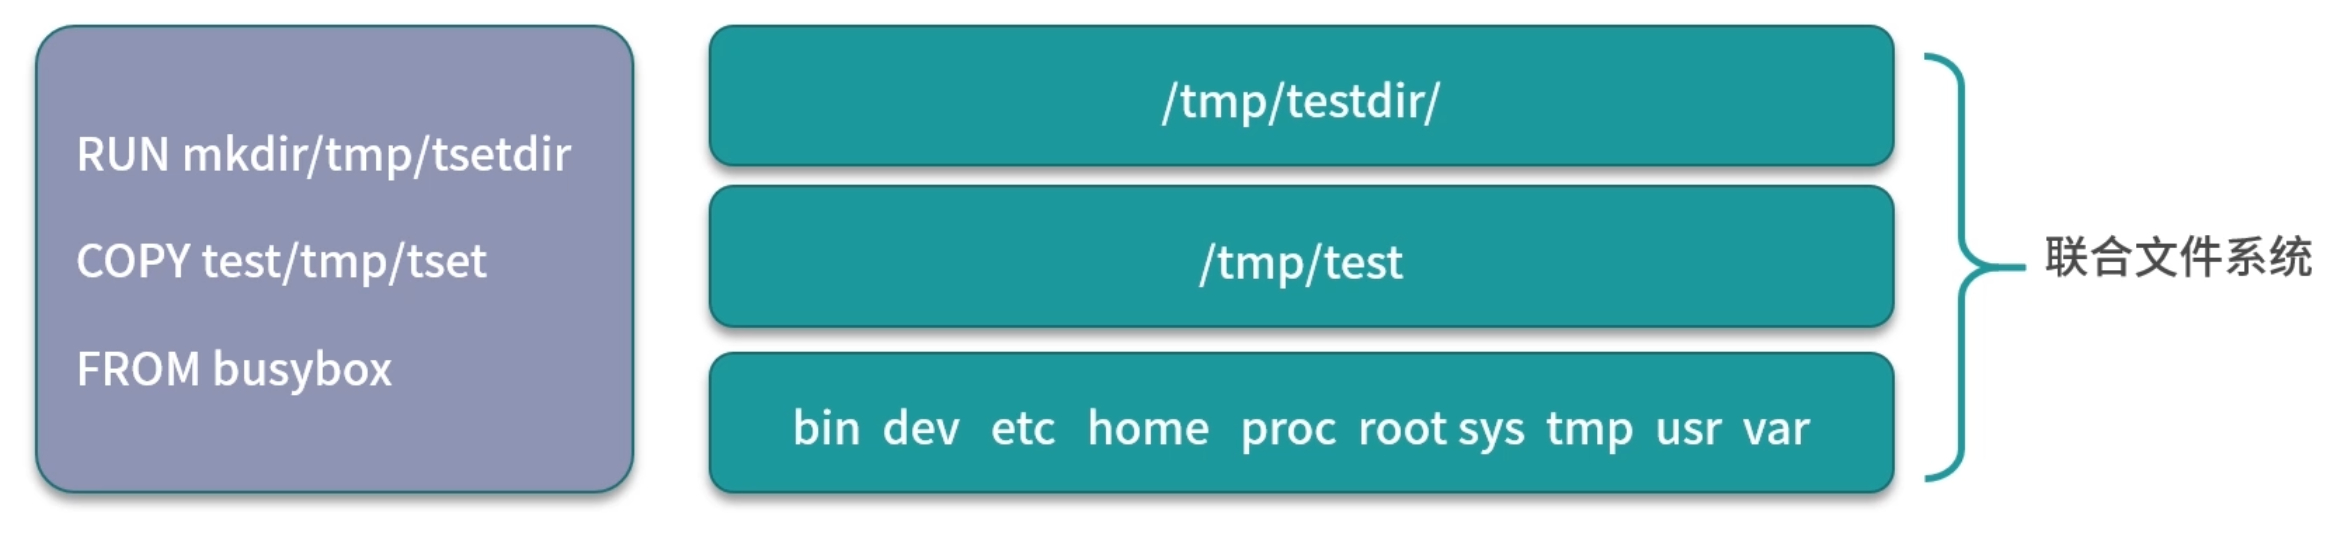 RUN mkdir/tmp/tsetdir
COPY test/tmp/tset
FROM busybox
/tmp/testdir/
/tmp/test
bin dev etc home proc root sys tmp usr var
联合文件系统